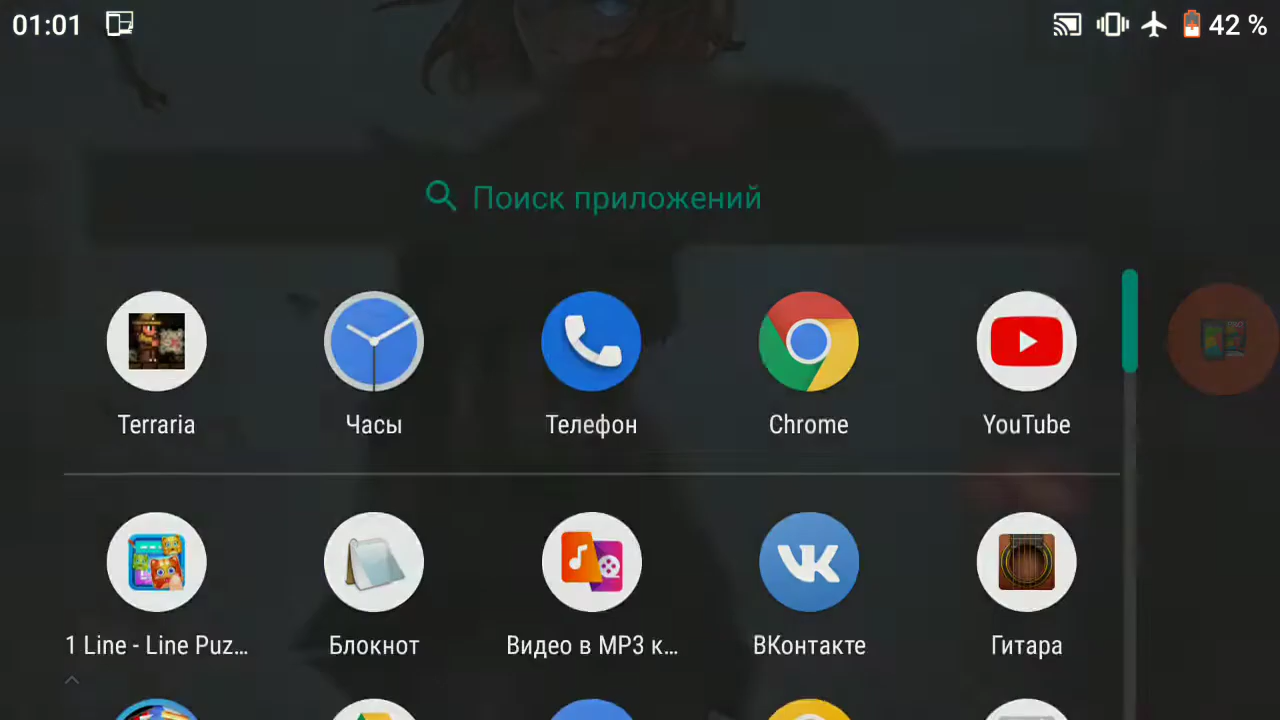 01:01 42 %
Поиск приложений
Terraria Часы Телефон Chrome YouTube
1 Line - Line Puz... Блокнот Видео в MP3 к... ВКонтакте Гитара